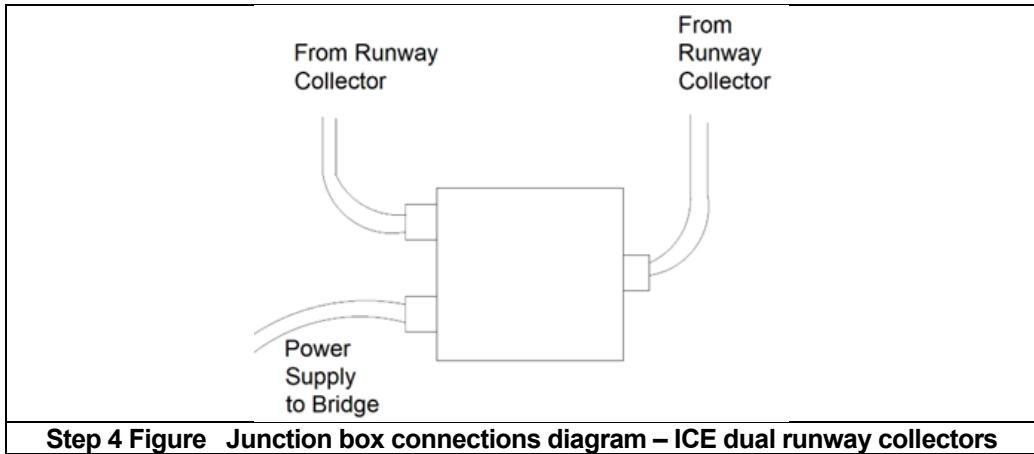 From Runway
Collector
From
Runway
Collector
Power
Supply
to Bridge
Step 4 Figure Junction box connections diagram – ICE dual runway collectors